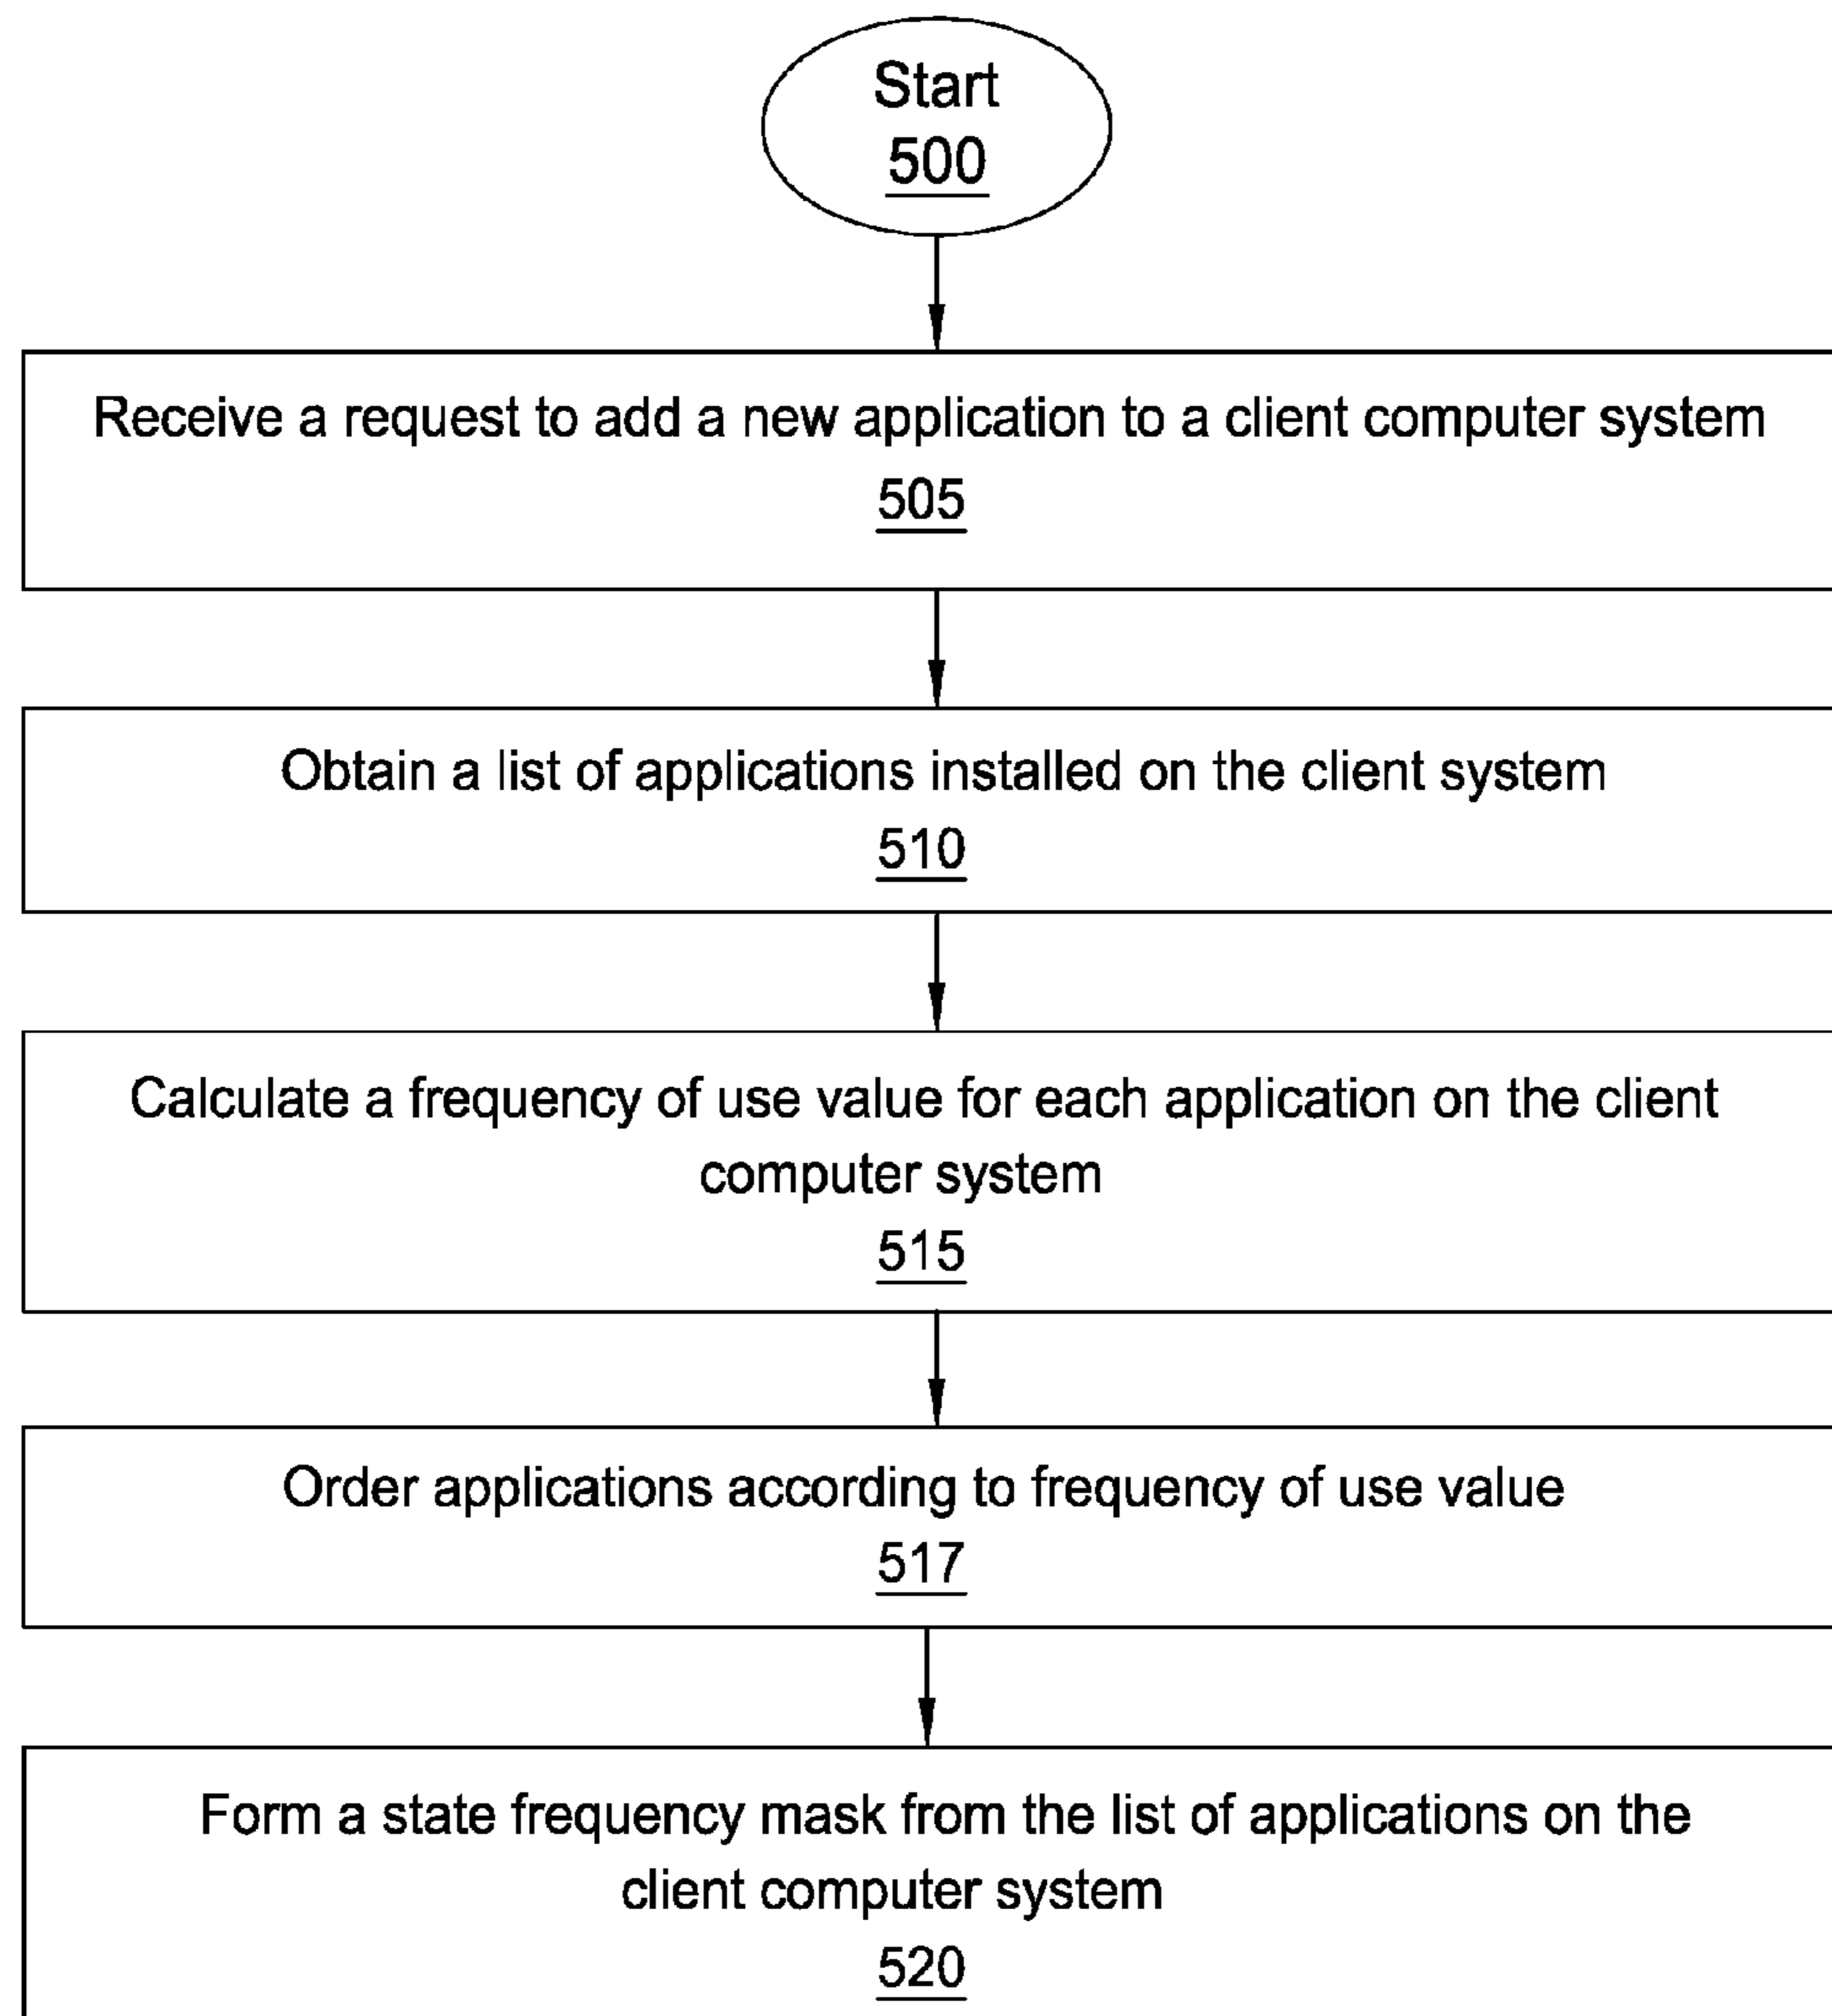 Start
500
Receive a request to add a new application to a client computer system
505
Obtain a list of applications installed on the client system
510
Calculate a frequency of use value for each application on the client
computer system
515
Order applications according to frequency of use value
517
Form a state frequency mask from the list of applications on the
client computer system
520